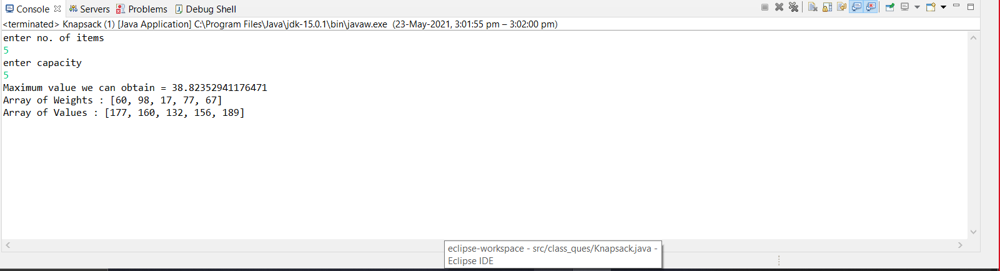 Console Servers Problems Debug Shell
<terminated> Knapsack (1) [Java Application] C:\Program Files\Java\jdk-15.0.1\bin\javaw.exe (23-May-2021, 3:01:55 pm – 3:02:00 pm)
enter no. of items
5
enter capacity
5
Maximum value we can obtain = 38.82352941176471
Array of Weights : [60, 98, 17, 77, 67]
Array of Values : [177, 160, 132, 156, 189]
eclipse-workspace - src/class_ques/Knapsack.java -
Eclipse IDE